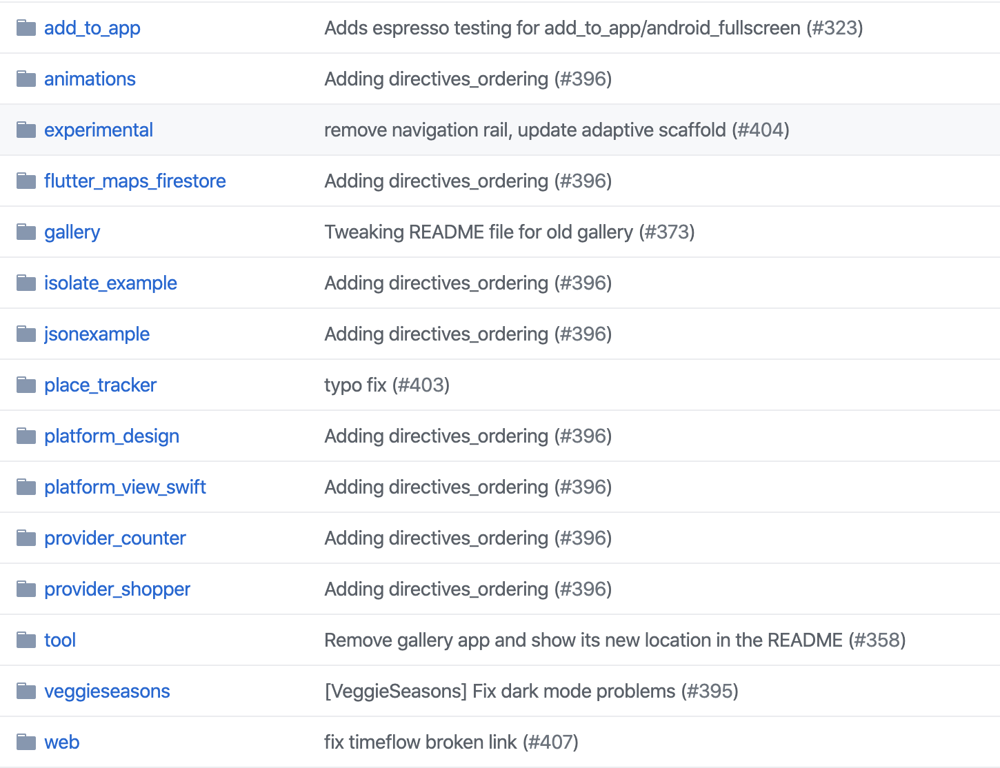 add_to_app Adds espresso testing for add_to_app/android_fullscreen (#323)
animations Adding directives_ordering (#396)
experimental remove navigation rail, update adaptive scaffold (#404)
flutter_maps_firestore Adding directives_ordering (#396)
gallery Tweaking README file for old gallery (#373)
isolate_example Adding directives_ordering (#396)
jsonexample Adding directives_ordering (#396)
place_tracker typo fix (#403)
platform_design Adding directives_ordering (#396)
platform_view_swift Adding directives_ordering (#396)
provider_counter Adding directives_ordering (#396)
provider_shopper Adding directives_ordering (#396)
tool Remove gallery app and show its new location in the README (#358)
veggieseasons [VeggieSeasons] Fix dark mode problems (#395)
web fix timeflow broken link (#407)